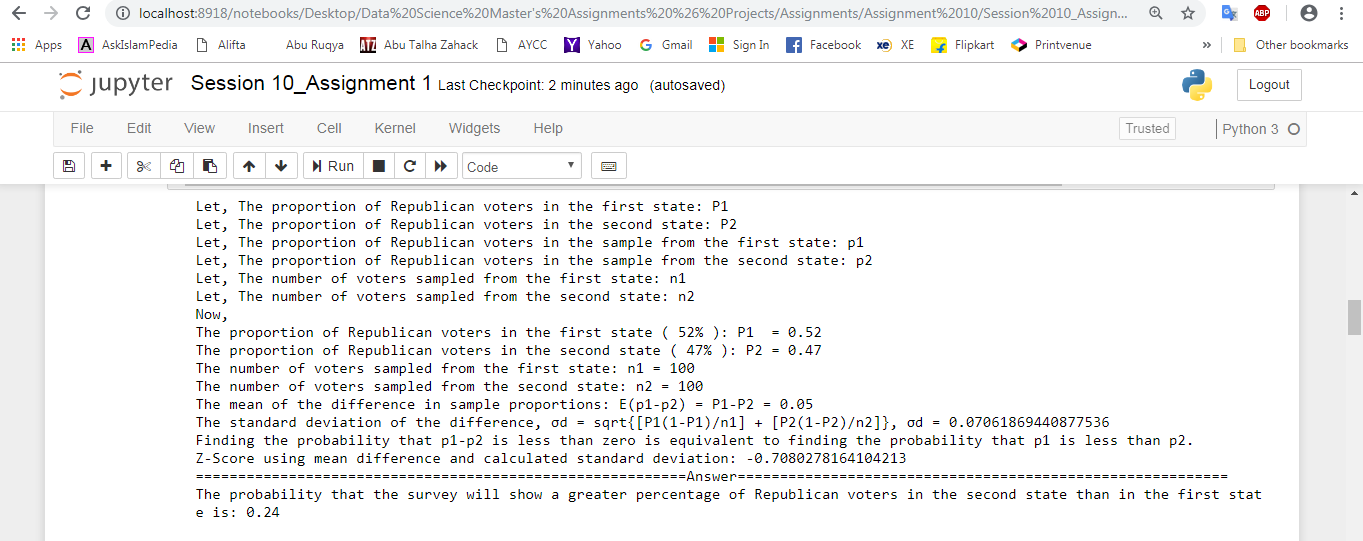 localhost:8918/notebooks/Desktop/Data%20Science%20Master's%20Assignments%20%26%20Projects/Assignments/Assignment%2010/Session%2010_Assign...
ABP
Apps A AskIslamPedia Alifta Abu Ruqya ATZ Abu Talha Zahack AYCC Y Yahoo G Gmail Sign In f Facebook xe XE Flipkart Printvenue » Other bookmarks
jupyter Session 10_Assignment 1 Last Checkpoint: 2 minutes ago (autosaved) Logout
File Edit View Insert Cell Kernel Widgets Help Trusted Python 3
Run Code
Let, The proportion of Republican voters in the first state: P1
Let, The proportion of Republican voters in the second state: P2
Let, The proportion of Republican voters in the sample from the first state: p1
Let, The proportion of Republican voters in the sample from the second state: p2
Let, The number of voters sampled from the first state: n1
Let, The number of voters sampled from the second state: n2
Now,
The proportion of Republican voters in the first state ( 52% ): P1  = 0.52
The proportion of Republican voters in the second state ( 47% ): P2 = 0.47
The number of voters sampled from the first state: n1 = 100
The number of voters sampled from the second state: n2 = 100
The mean of the difference in sample proportions: E(p1-p2) = P1-P2 = 0.05
The standard deviation of the difference, σd = sqrt{[P1(1-P1)/n1] + [P2(1-P2)/n2]}, σd = 0.07061869440877536
Finding the probability that p1-p2 is less than zero is equivalent to finding the probability that p1 is less than p2.
Z-Score using mean difference and calculated standard deviation: -0.7080278164104213
==========================================================Answer==========================================================
The probability that the survey will show a greater percentage of Republican voters in the second state than in the first stat
e is: 0.24